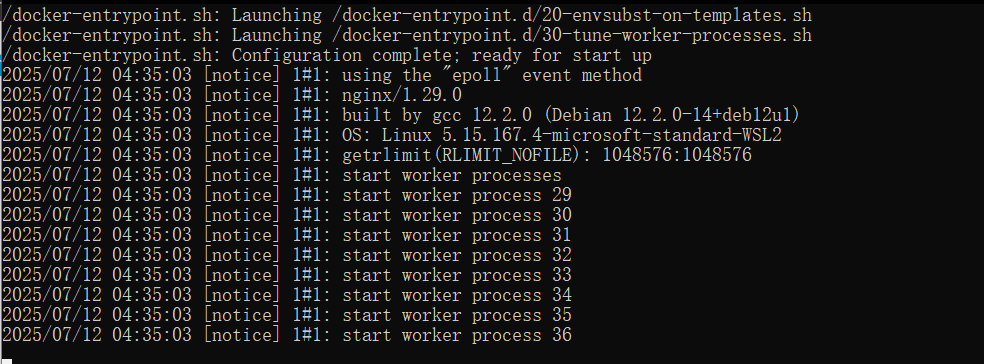 /docker-entrypoint.sh: Launching /docker-entrypoint.d/20-envsubst-on-templates.sh
/docker-entrypoint.sh: Launching /docker-entrypoint.d/30-tune-worker-processes.sh
/docker-entrypoint.sh: Configuration complete; ready for start up
2025/07/12 04:35:03 [notice] 1#1: using the "epoll" event method
2025/07/12 04:35:03 [notice] 1#1: nginx/1.29.0
2025/07/12 04:35:03 [notice] 1#1: built by gcc 12.2.0 (Debian 12.2.0-14+deb12u1)
2025/07/12 04:35:03 [notice] 1#1: OS: Linux 5.15.167.4-microsoft-standard-WSL2
2025/07/12 04:35:03 [notice] 1#1: getrlimit(RLIMIT_NOFILE): 1048576:1048576
2025/07/12 04:35:03 [notice] 1#1: start worker processes
2025/07/12 04:35:03 [notice] 1#1: start worker process 29
2025/07/12 04:35:03 [notice] 1#1: start worker process 30
2025/07/12 04:35:03 [notice] 1#1: start worker process 31
2025/07/12 04:35:03 [notice] 1#1: start worker process 32
2025/07/12 04:35:03 [notice] 1#1: start worker process 33
2025/07/12 04:35:03 [notice] 1#1: start worker process 34
2025/07/12 04:35:03 [notice] 1#1: start worker process 35
2025/07/12 04:35:03 [notice] 1#1: start worker process 36